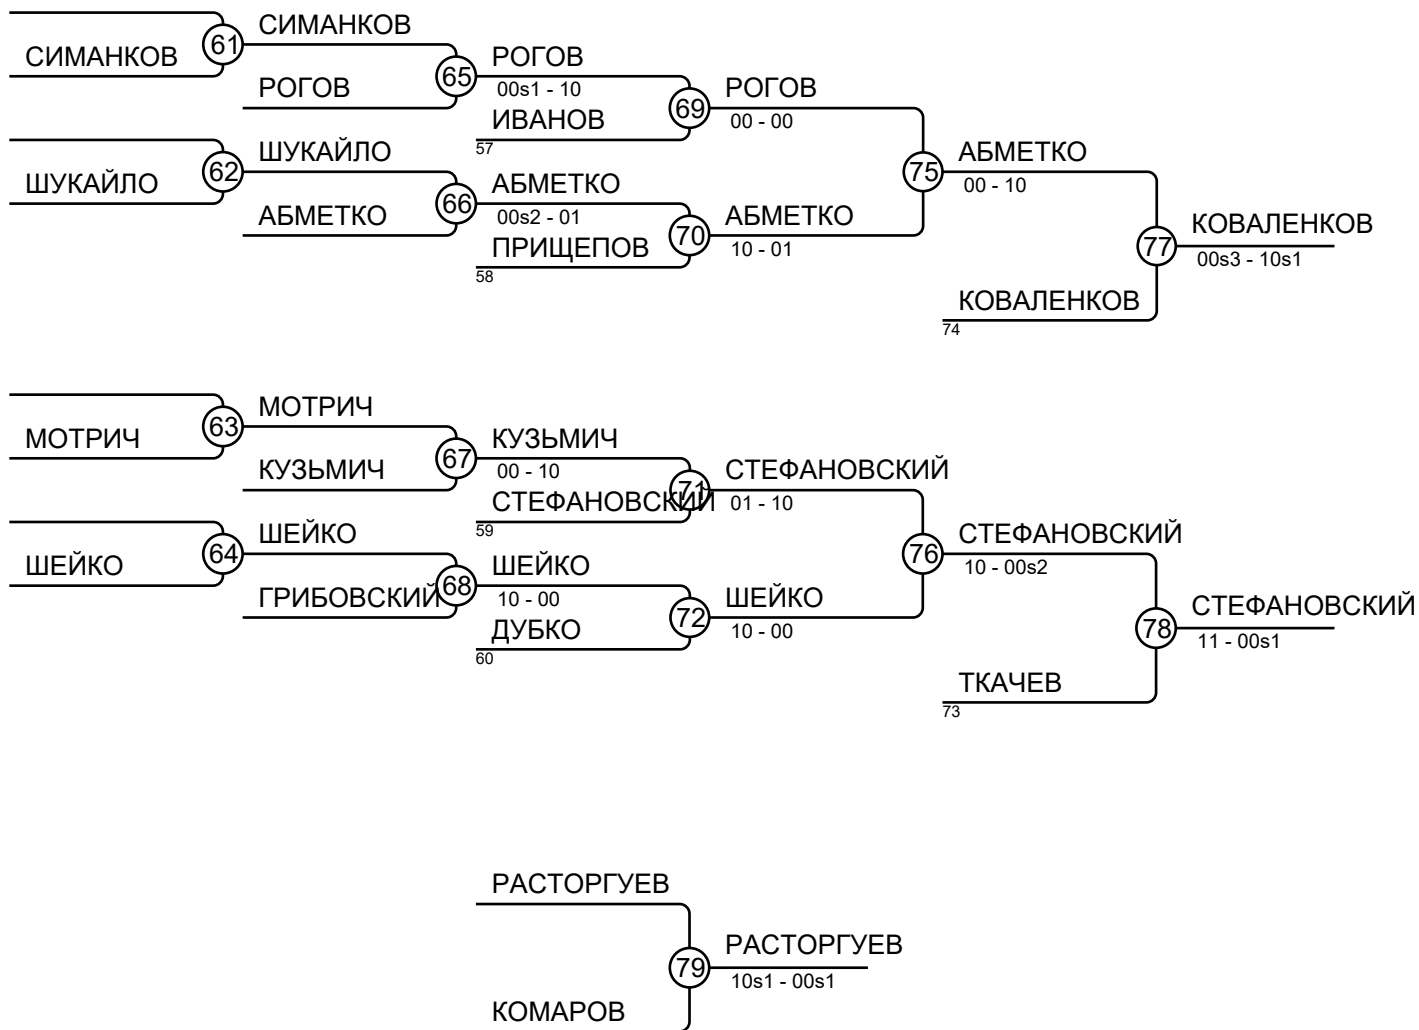 СИМАНКОВ
61
СИМАНКОВ
РОГОВ
65
РОГОВ
00s1 - 10
ИВАНОВ
57
69
РОГОВ
00 - 00
ШУКАЙЛО
62
ШУКАЙЛО
АБМЕТКО
66
АБМЕТКО
00s2 - 01
ПРИЩЕПОВ
58
70
АБМЕТКО
10 - 01
75
АБМЕТКО
00 - 10
КОВАЛЕНКОВ
74
77
КОВАЛЕНКОВ
00s3 - 10s1
МОТРИЧ
63
МОТРИЧ
КУЗЬМИЧ
67
КУЗЬМИЧ
00 - 10
СТЕФАНОВСКИЙ
59
71
СТЕФАНОВСКИЙ
01 - 10
ШЕЙКО
64
ШЕЙКО
ГРИБОВСКИЙ
68
ШЕЙКО
10 - 00
ДУБКО
60
72
ШЕЙКО
10 - 00
76
СТЕФАНОВСКИЙ
10 - 00s2
ТКАЧЕВ
73
78
СТЕФАНОВСКИЙ
11 - 00s1
РАСТОРГУЕВ
КОМАРОВ
79
РАСТОРГУЕВ
10s1 - 00s1